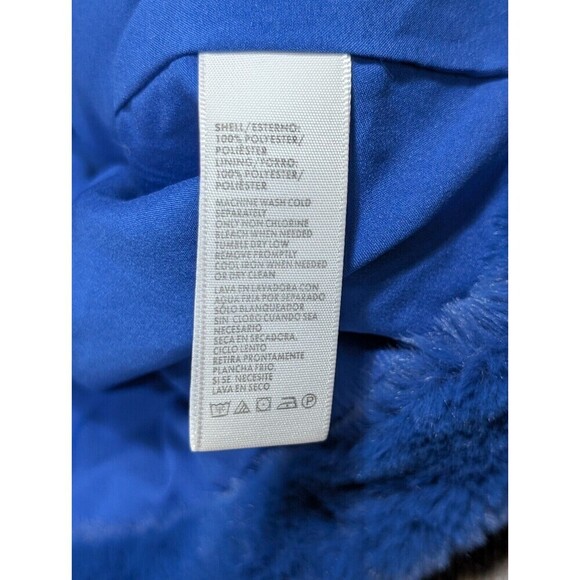 SHELL/ESTERNO:
100% POLYESTER/
POLIÉSTER
LINING/FORRO:
100% POLYESTER/
POLIÉSTER
MACHINE WASH COLD
SEPARATELY
ONLY NON CHLORINE
BLEACH WHEN NEEDED
TUMBLE DRY LOW
REMOVE PROMPTLY
COOL IRON WHEN NEEDED
OR DRY CLEAN
LAVA EN LAVADORA CON
AGUA FRIA POR SEPARADO
SÓLO BLANQUEADOR
SIN CLORO CUANDO SEA
NECESARIO
SECA EN SECADORA,
CICLO LENTO
RETIRA PRONTAMENTE
PLANCHA FRIO,
SI SE NECESITE
LAVA EN SECO
P